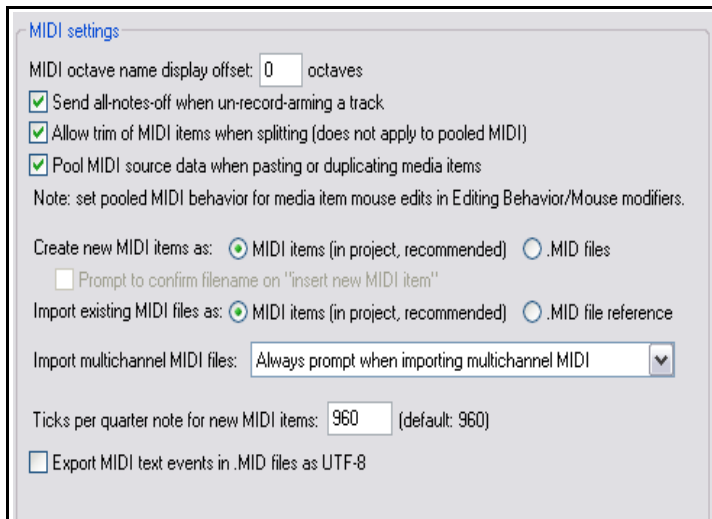 MIDI settings
MIDI octave name display offset: 0 octaves
Send all-notes-off when un-record-arming a track
Allow trim of MIDI items when splitting (does not apply to pooled MIDI)
Pool MIDI source data when pasting or duplicating media items
Note: set pooled MIDI behavior for media item mouse edits in Editing Behavior/Mouse modifiers.
Create new MIDI items as: MIDI items (in project, recommended) .MID files
Prompt to confirm filename on "insert new MIDI item"
Import existing MIDI files as: MIDI items (in project, recommended) .MID file reference
Import multichannel MIDI files: Always prompt when importing multichannel MIDI
Ticks per quarter note for new MIDI items: 960 (default: 960)
Export MIDI text events in .MID files as UTF-8